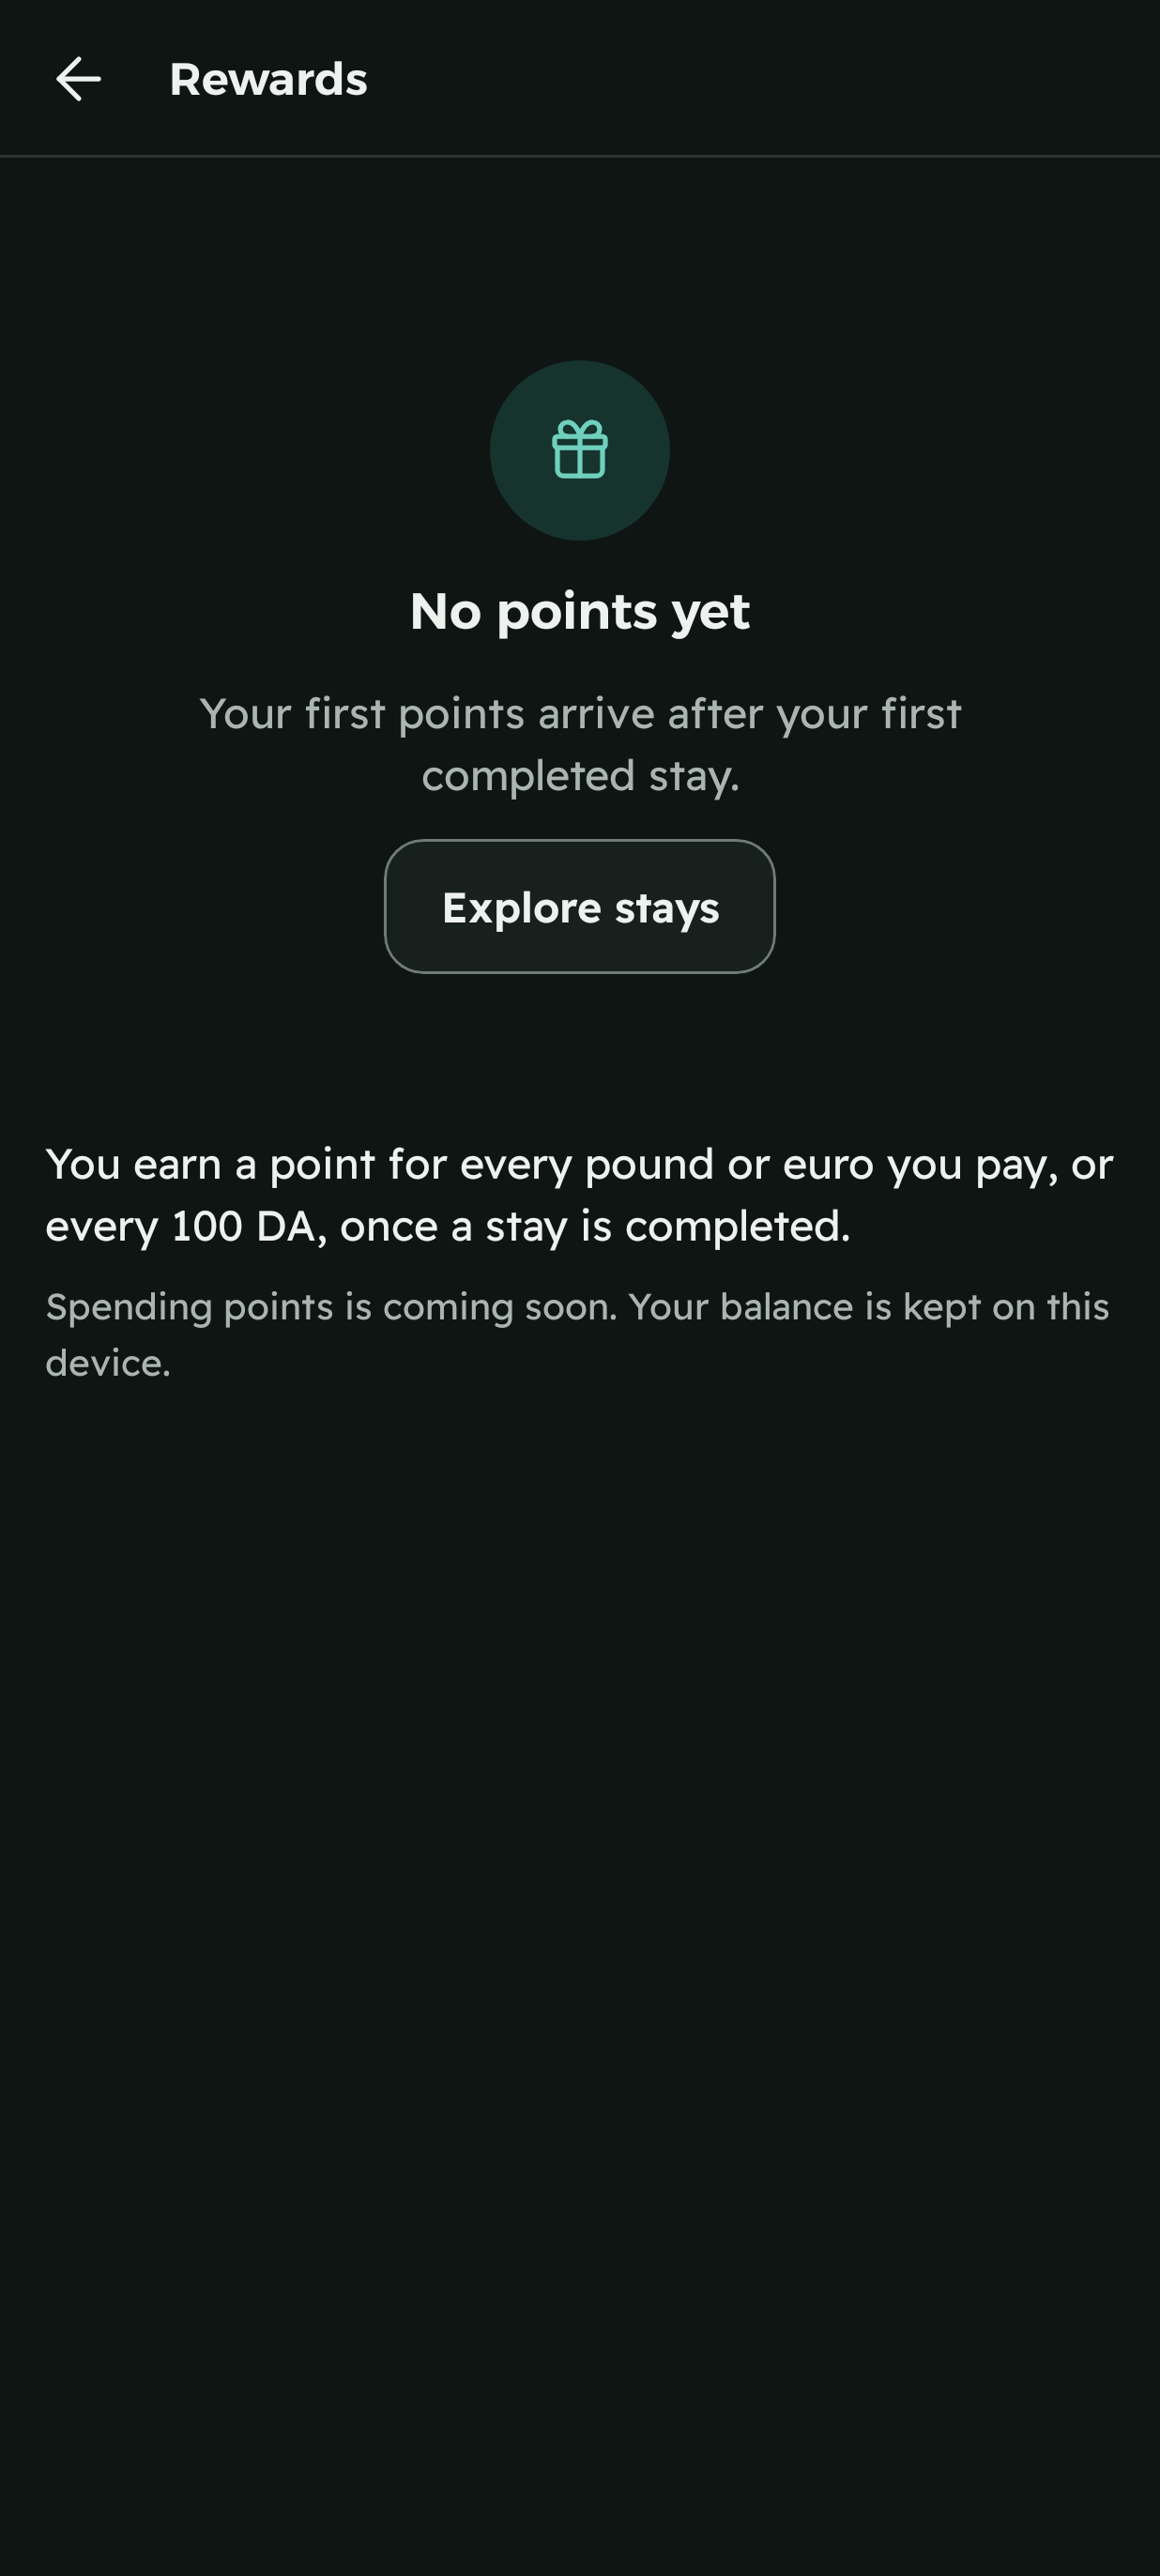 Rewards
No points yet
Your first points arrive after your first
completed stay.
Explore stays
You earn a point for every pound or euro you pay, or
every 100 DA, once a stay is completed.
Spending points is coming soon. Your balance is kept on this
device.